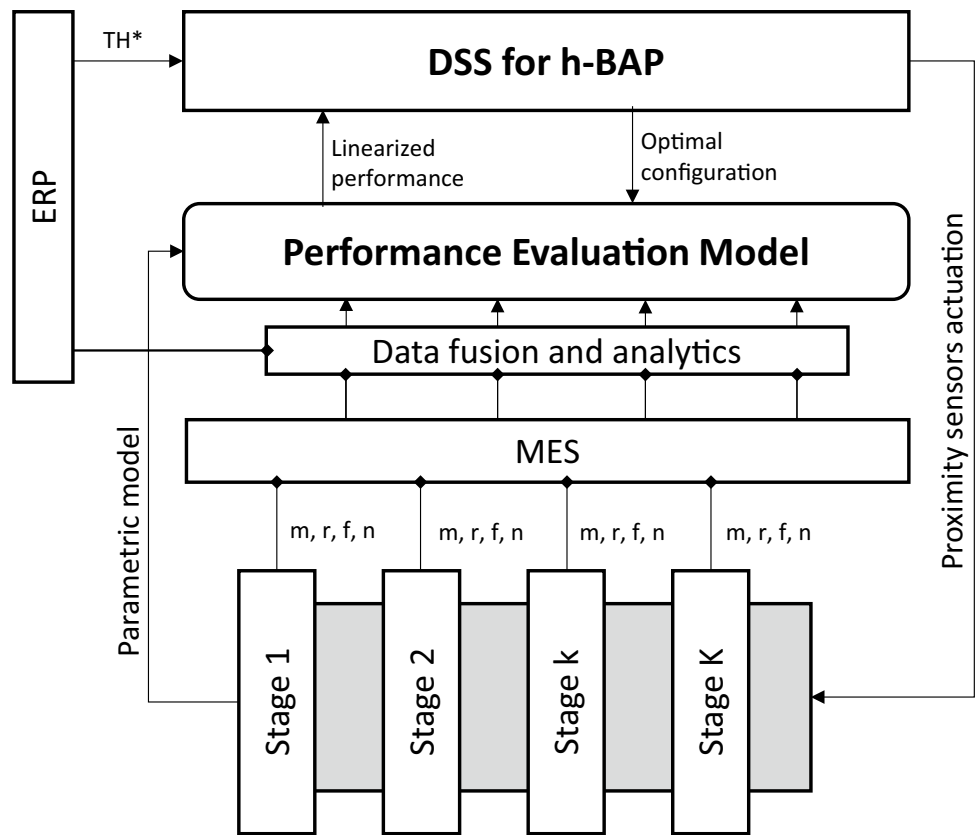 TH*
DSS for h-BAP
ERP
Linearized
performance
Optimal
configuration
Performance Evaluation Model
Data fusion and analytics
MES
Parametric model
Proximity sensors actuation
m, r, f, n
m, r, f, n
m, r, f, n
m, r, f, n
Stage 1
Stage 2
Stage k
Stage K